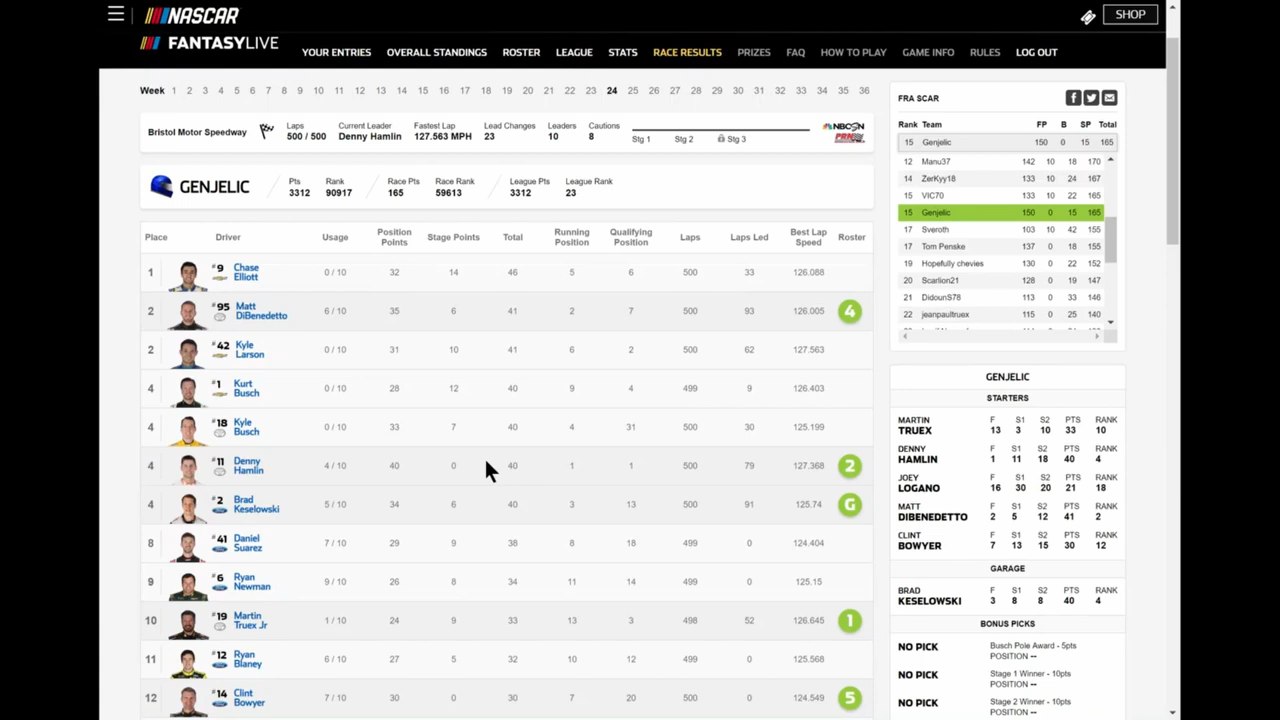 NASCAR
SHOP
FANTASYLIVE
YOUR ENTRIES OVERALL STANDINGS ROSTER LEAGUE STATS RACE RESULTS PRIZES FAQ HOW TO PLAY GAME INFO RULES LOG OUT
Week 1 2 3 4 5 6 7 8 9 10 11 12 13 14 15 16 17 18 19 20 21 22 23 24 25 26 27 28 29 30 31 32 33 34 35 36
Bristol Motor Speedway
Laps Current Leader Fastest Lap Lead Changes Leaders Cautions
500 / 500 Denny Hamlin 127.563 MPH 23 10 8
Stg 1 Stg 2 Stg 3
NBCSN
PRN
GENJELIC
Pts Rank Race Pts Race Rank League Pts League Rank
3312 90917 165 59613 3312 23
Place Driver Usage Position Points Stage Points Total Running Position Qualifying Position Laps Laps Led Best Lap Speed Roster
1 #9 Chase Elliott 0 / 10 32 14 46 5 6 500 33 126.088
2 #95 Matt DiBenedetto 6 / 10 35 6 41 2 7 500 93 126.005 4
2 #42 Kyle Larson 0 / 10 31 10 41 6 2 500 62 127.563
4 #1 Kurt Busch 0 / 10 28 12 40 9 4 499 9 126.403
4 #18 Kyle Busch 0 / 10 33 7 40 4 31 500 30 125.199
4 #11 Denny Hamlin 4 / 10 40 0 40 1 1 500 79 127.368 2
4 #2 Brad Keselowski 5 / 10 34 6 40 3 13 500 91 125.74 G
8 #41 Daniel Suarez 7 / 10 29 9 38 8 18 499 0 124.404
9 #6 Ryan Newman 9 / 10 26 8 34 11 14 499 0 125.15
10 #19 Martin Truex Jr 1 / 10 24 9 33 13 3 498 52 126.645 1
11 #12 Ryan Blaney 0 / 10 27 5 32 10 12 499 0 125.568
12 #14 Clint Bowyer 7 / 10 30 0 30 7 20 500 0 124.549 5
FRA SCAR
Rank Team FP B SP Total
15 Genjelic 150 0 15 165
12 Manu37 142 10 18 170
14 ZerKyy18 133 10 24 167
15 VIC70 133 10 22 165
15 Genjelic 150 0 15 165
17 Sveroth 103 10 42 155
17 Tom Penske 137 0 18 155
19 Hopefully chevies 130 0 22 152
20 Scarlion21 128 0 19 147
21 DidounS78 113 0 33 146
22 jeanpaultruex 115 0 25 140
GENJELIC
STARTERS
MARTIN F S1 S2 PTS RANK
TRUEX 13 3 10 33 10
DENNY F S1 S2 PTS RANK
HAMLIN 1 11 18 40 4
JOEY F S1 S2 PTS RANK
LOGANO 16 30 20 21 18
MATT F S1 S2 PTS RANK
DIBENEDETTO 2 5 12 41 2
CLINT F S1 S2 PTS RANK
BOWYER 7 13 15 30 12
GARAGE
BRAD F S1 S2 PTS RANK
KESELOWSKI 3 8 8 40 4
BONUS PICKS
NO PICK Busch Pole Award - 5pts
POSITION --
NO PICK Stage 1 Winner - 10pts
POSITION --
NO PICK Stage 2 Winner - 10pts
POSITION --